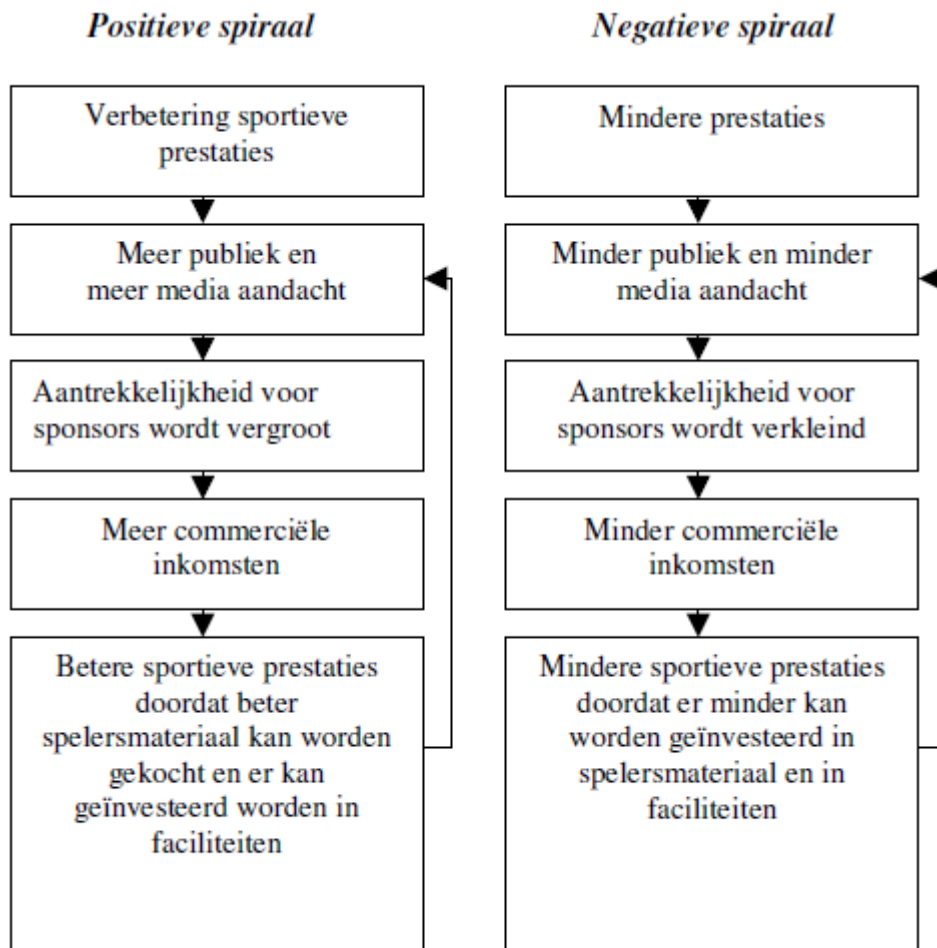 Positieve spiraal
Verbetering sportieve
prestaties
Meer publiek en
meer media aandacht
Aantrekkelijkheid voor
sponsors wordt vergroot
Meer commerciële
inkomsten
Betere sportieve prestaties
doordat beter
spelersmateriaal kan worden
gekocht en er kan
geïnvesteerd worden in
faciliteiten
Negatieve spiraal
Mindere prestaties
Minder publiek en minder
media aandacht
Aantrekkelijkheid voor
sponsors wordt verkleind
Minder commerciële
inkomsten
Mindere sportieve prestaties
doordat er minder kan
worden geïnvesteerd in
spelersmateriaal en in
faciliteiten